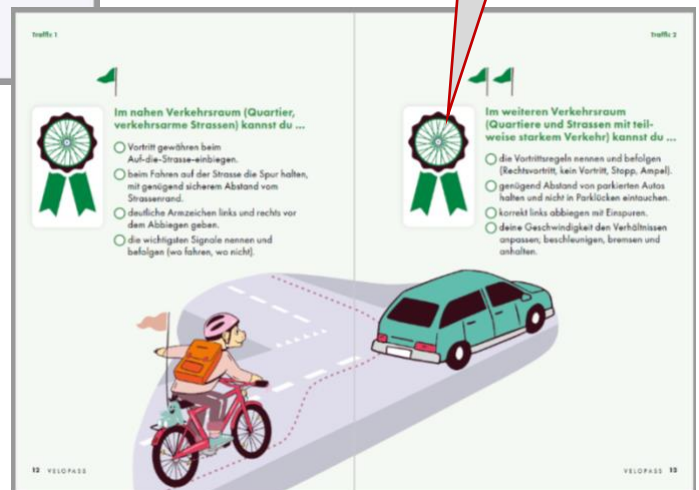 Traffic 1
Im nahen Verkehrsraum (Quartier,
verkehrsarme Strassen) kannst du ...
Vortritt gewähren beim
Auf-die-Strasse-einbiegen.
beim Fahren auf der Strasse die Spur halten,
mit genügend sicherem Abstand vom
Strassenrand.
deutliche Armzeichen links und rechts vor
dem Abbiegen geben.
die wichtigsten Signale nennen und
befolgen (wo fahren, wo nicht).
12 VELOPASS
Traffic 2
Im weiteren Verkehrsraum
(Quartiere und Strassen mit teil-
weise starkem Verkehr) kannst du ...
die Vortrittsregeln nennen und befolgen
(Rechtsvortritt, kein Vortritt, Stopp, Ampel).
genügend Abstand von parkierten Autos
halten und nicht in Parklücken eintauchen.
korrekt links abbiegen mit Einspuren.
deine Geschwindigkeit den Verhältnissen
anpassen; beschleunigen, bremsen und
anhalten.
VELOPASS 13